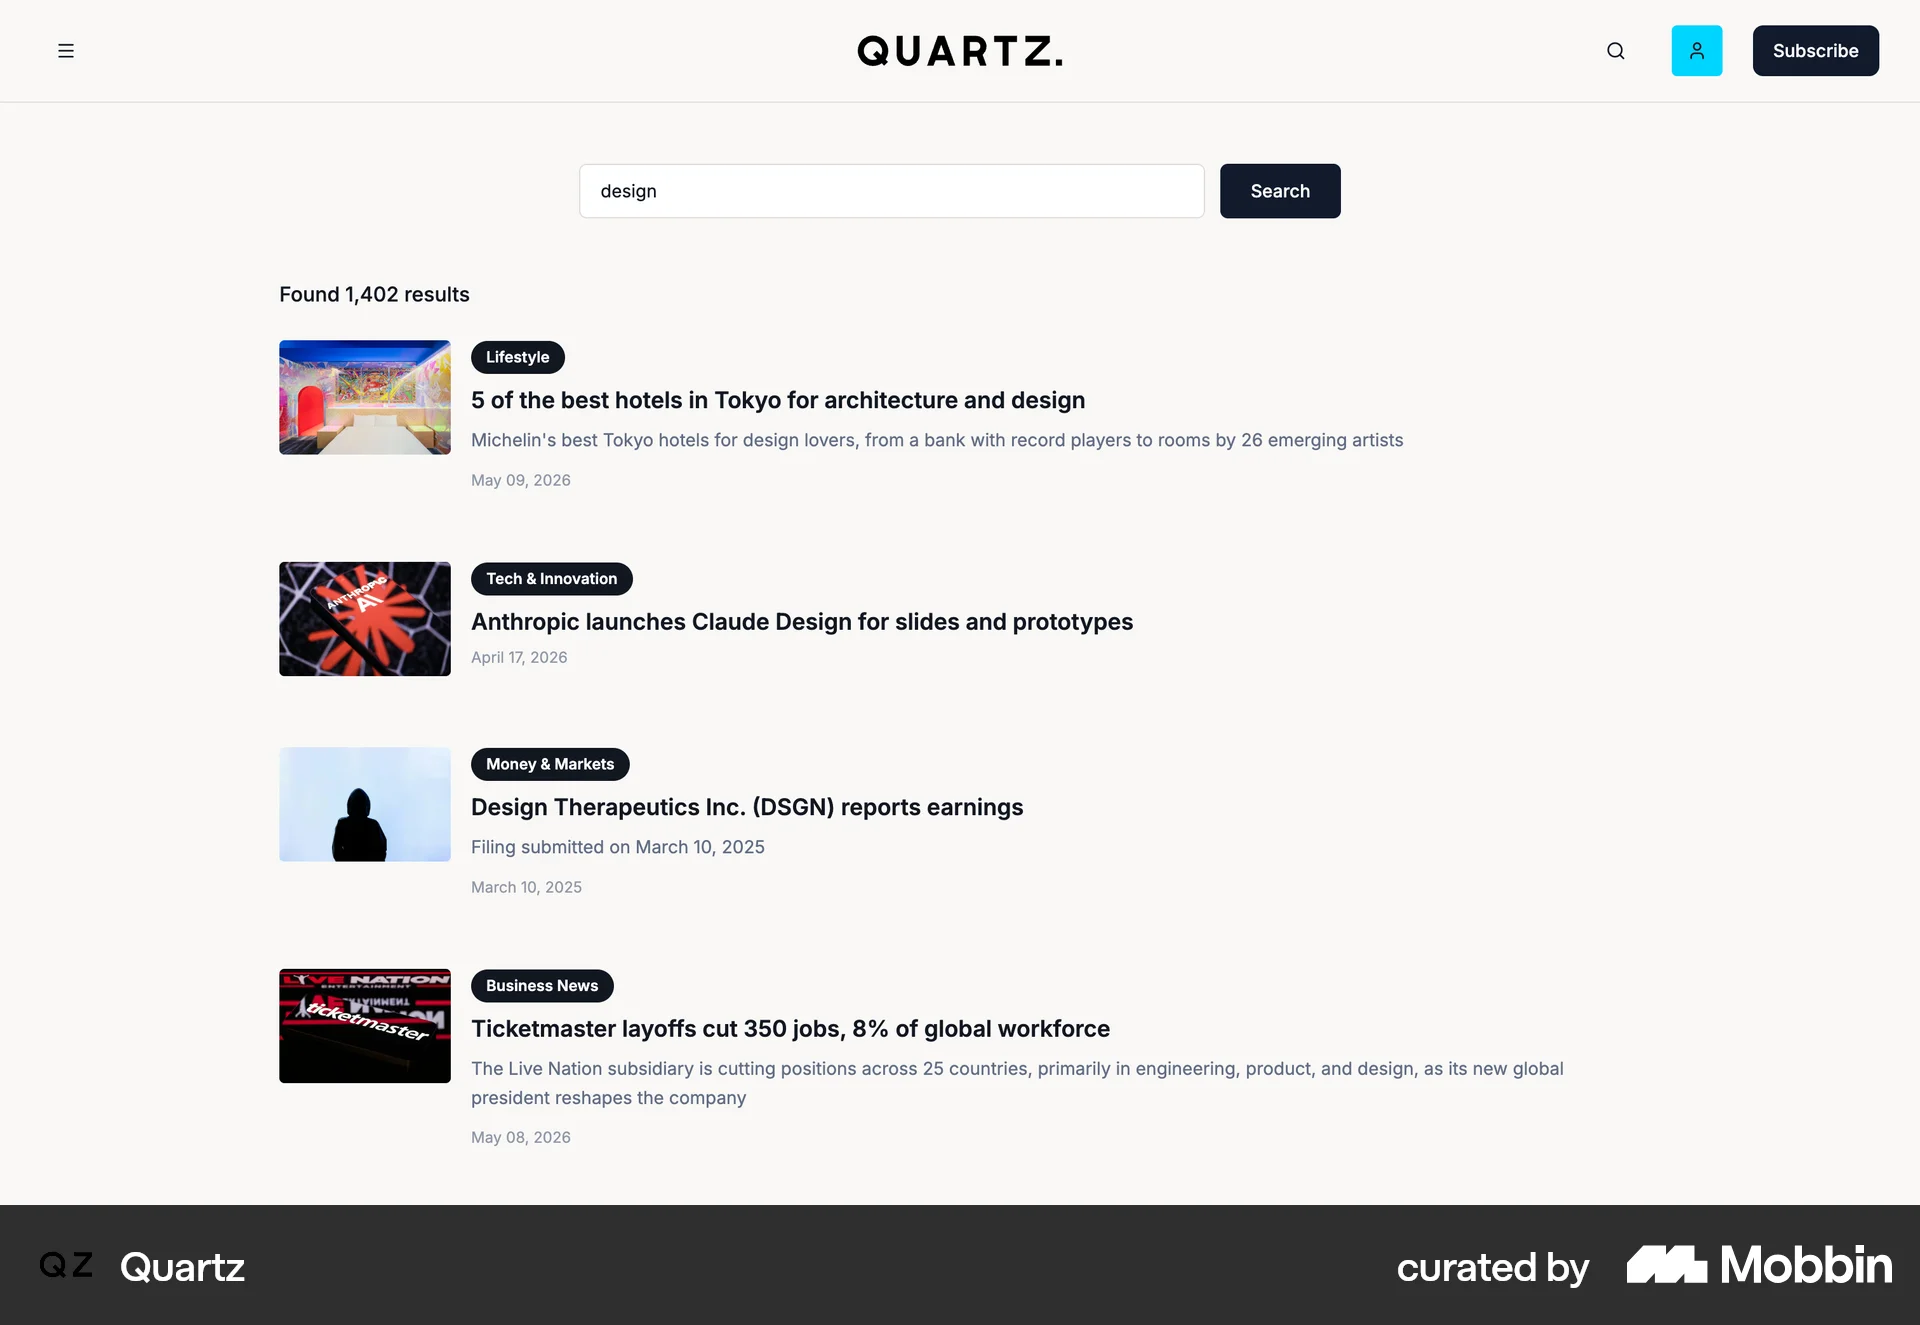 QUARTZ.
Subscribe
design
Search
Found 1,402 results
Lifestyle
5 of the best hotels in Tokyo for architecture and design
Michelin's best Tokyo hotels for design lovers, from a bank with record players to rooms by 26 emerging artists
May 09, 2026
ANTHROPIC
AI
Tech & Innovation
Anthropic launches Claude Design for slides and prototypes
April 17, 2026
Money & Markets
Design Therapeutics Inc. (DSGN) reports earnings
Filing submitted on March 10, 2025
March 10, 2025
LIVE NATION
ENTERTAINMENT
ticketmaster
Business News
Ticketmaster layoffs cut 350 jobs, 8% of global workforce
The Live Nation subsidiary is cutting positions across 25 countries, primarily in engineering, product, and design, as its new global
president reshapes the company
May 08, 2026
QZ Quartz
curated by Mobbin